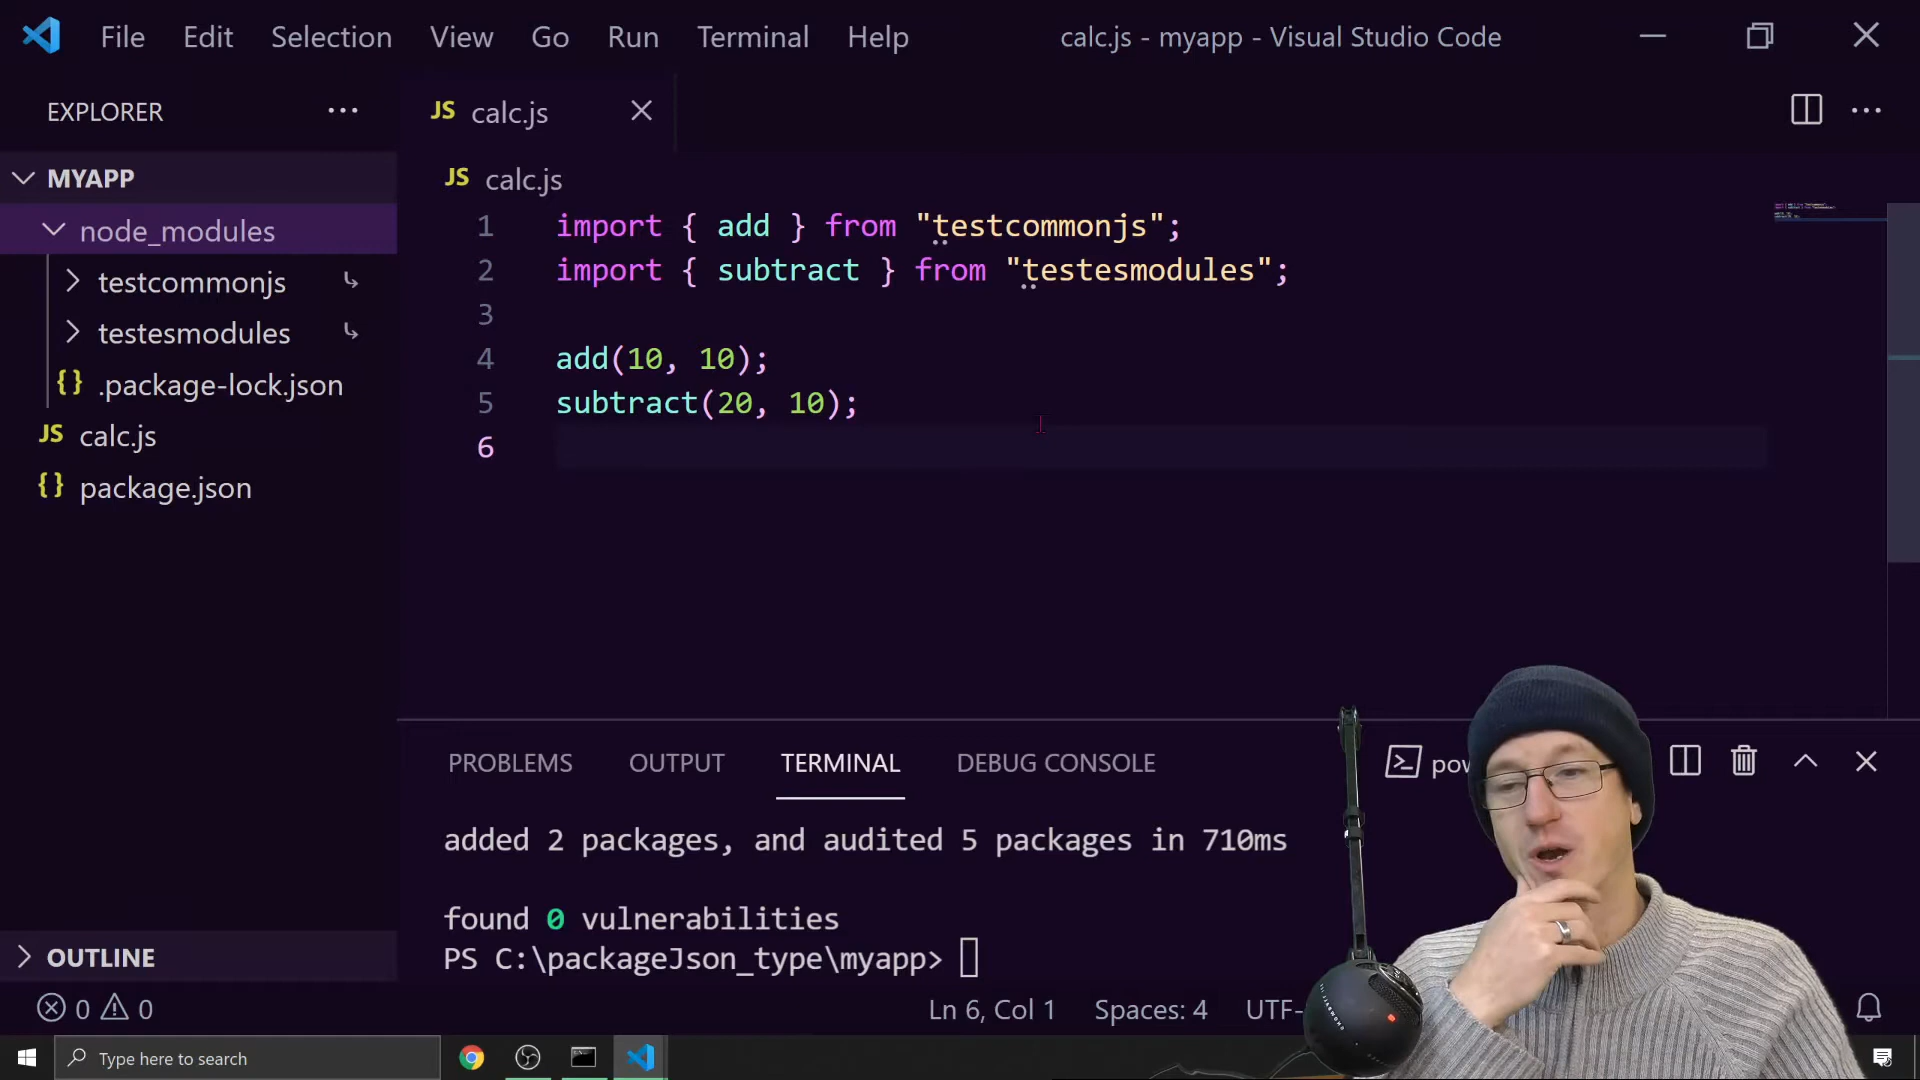 File Edit Selection View Go Run Terminal Help calc.js - myapp - Visual Studio Code
EXPLORER
JS calc.js
MYAPP
JS calc.js
node_modules
testcommonjs
testesmodules
{} .package-lock.json
JS calc.js
{} package.json
1 import { add } from "testcommonjs";
2 import { subtract } from "testesmodules";
3
4 add(10, 10);
5 subtract(20, 10);
6
PROBLEMS OUTPUT TERMINAL DEBUG CONSOLE
added 2 packages, and audited 5 packages in 710ms
found 0 vulnerabilities
PS C:\packageJson_type\myapp>
OUTLINE
0 0
Ln 6, Col 1 Spaces: 4 UTF-
Type here to search